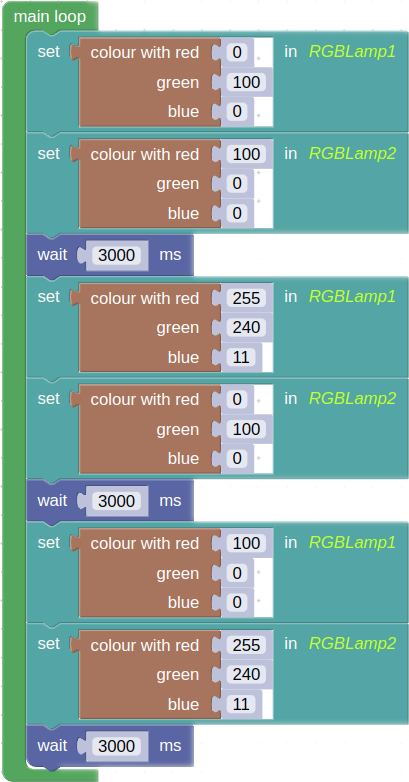 main loop
set colour with red 0 in RGBLamp1
green 100
blue 0
set colour with red 100 in RGBLamp2
green 0
blue 0
wait 3000 ms
set colour with red 255 in RGBLamp1
green 240
blue 11
set colour with red 0 in RGBLamp2
green 100
blue 0
wait 3000 ms
set colour with red 100 in RGBLamp1
green 0
blue 0
set colour with red 255 in RGBLamp2
green 240
blue 11
wait 3000 ms